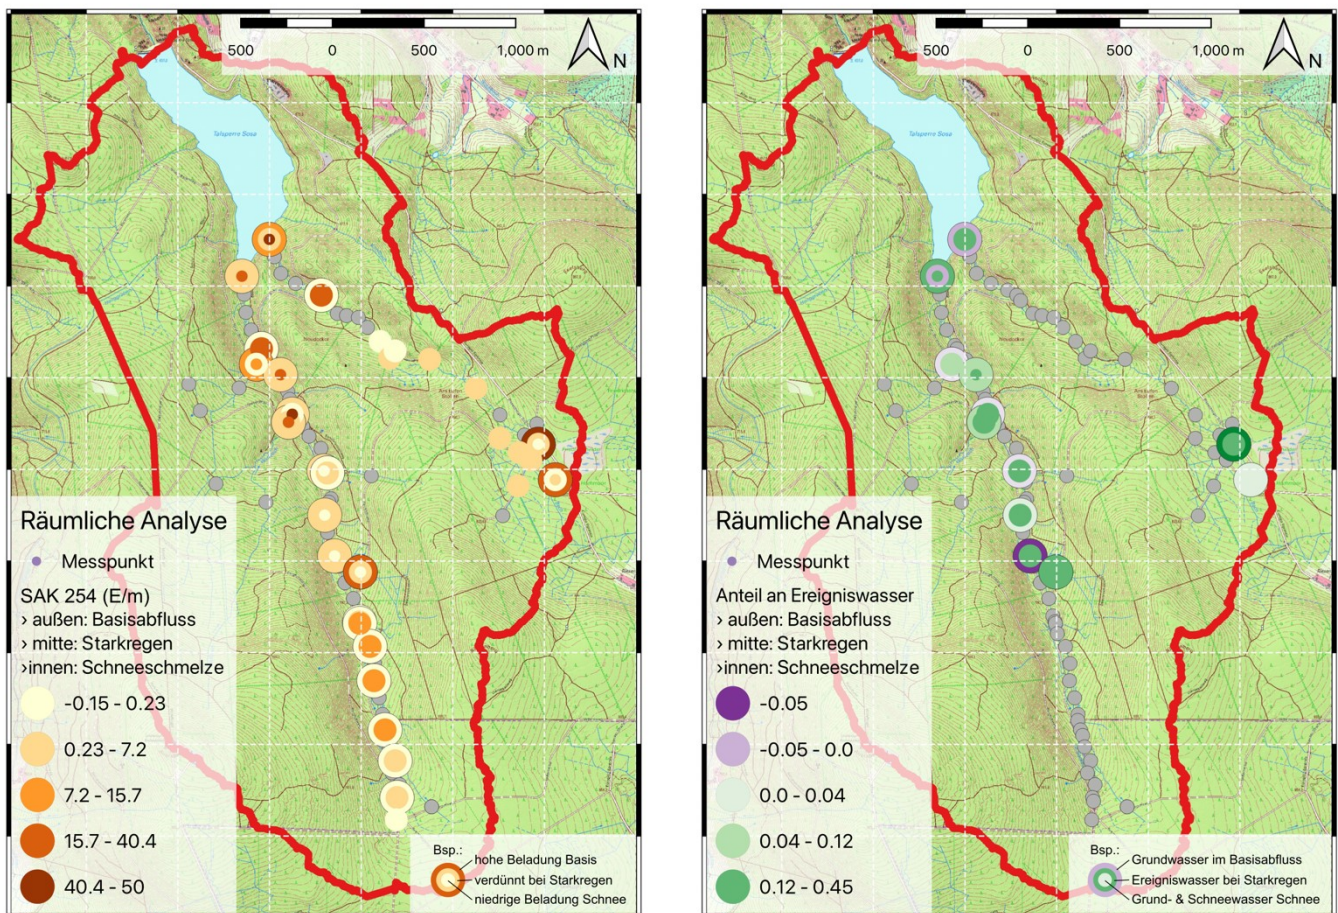 500 0 500 1,000 m
N
Talsperre Sosa
Räumliche Analyse
Messpunkt
SAK 254 (E/m)
› außen: Basisabfluss
› mitte: Starkregen
›innen: Schneeschmelze
-0.15 - 0.23
0.23 - 7.2
7.2 - 15.7
15.7 - 40.4
40.4 - 50
Bsp.:
hohe Beladung Basis
verdünnt bei Starkregen
niedrige Beladung Schnee
500 0 500 1,000 m
N
Talsperre Sosa
Räumliche Analyse
Messpunkt
Anteil an Ereigniswasser
› außen: Basisabfluss
› mitte: Starkregen
›innen: Schneeschmelze
-0.05
-0.05 - 0.0
0.0 - 0.04
0.04 - 0.12
0.12 - 0.45
Bsp.:
Grundwasser im Basisabfluss
Ereigniswasser bei Starkregen
Grund- & Schneewasser Schnee